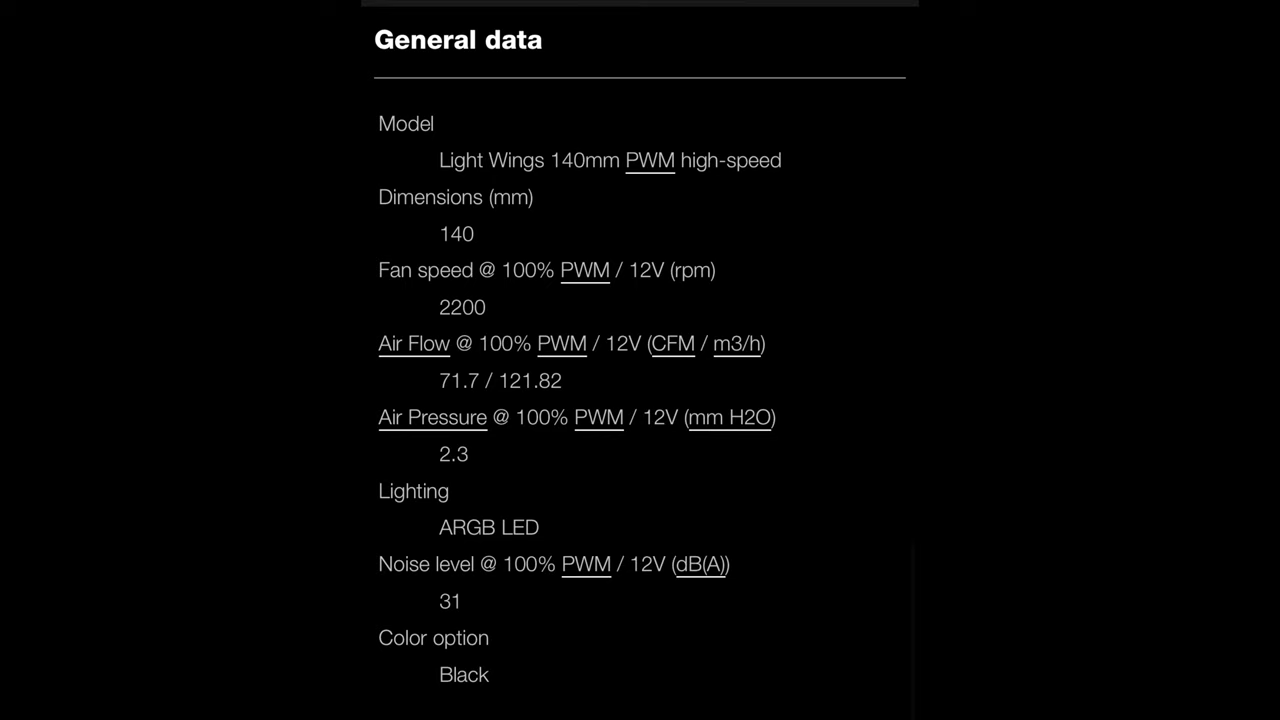 General data
Model
Light Wings 140mm PWM high-speed
Dimensions (mm)
140
Fan speed @ 100% PWM / 12V (rpm)
2200
Air Flow @ 100% PWM / 12V (CFM / m3/h)
71.7 / 121.82
Air Pressure @ 100% PWM / 12V (mm H2O)
2.3
Lighting
ARGB LED
Noise level @ 100% PWM / 12V (dB(A))
31
Color option
Black